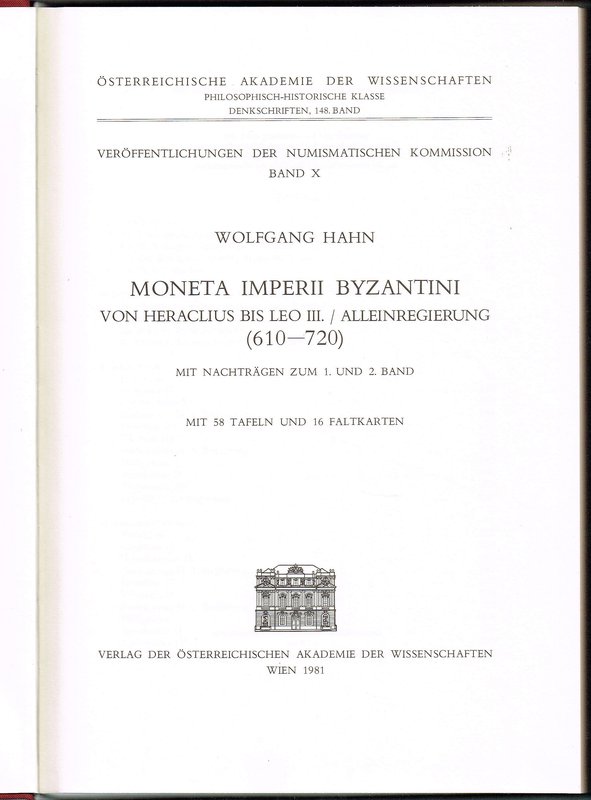 ÖSTERREICHISCHE AKADEMIE DER WISSENSCHAFTEN
PHILOSOPHISCH-HISTORISCHE KLASSE
DENKSCHRIFTEN, 148. BAND
VERÖFFENTLICHUNGEN DER NUMISMATISCHEN KOMMISSION
BAND X
WOLFGANG HAHN
MONETA IMPERII BYZANTINI
VON HERACLIUS BIS LEO III. / ALLEINREGIERUNG
(610—720)
MIT NACHTRÄGEN ZUM 1. UND 2. BAND
MIT 58 TAFELN UND 16 FALTKARTEN
VERLAG DER ÖSTERREICHISCHEN AKADEMIE DER WISSENSCHAFTEN
WIEN 1981